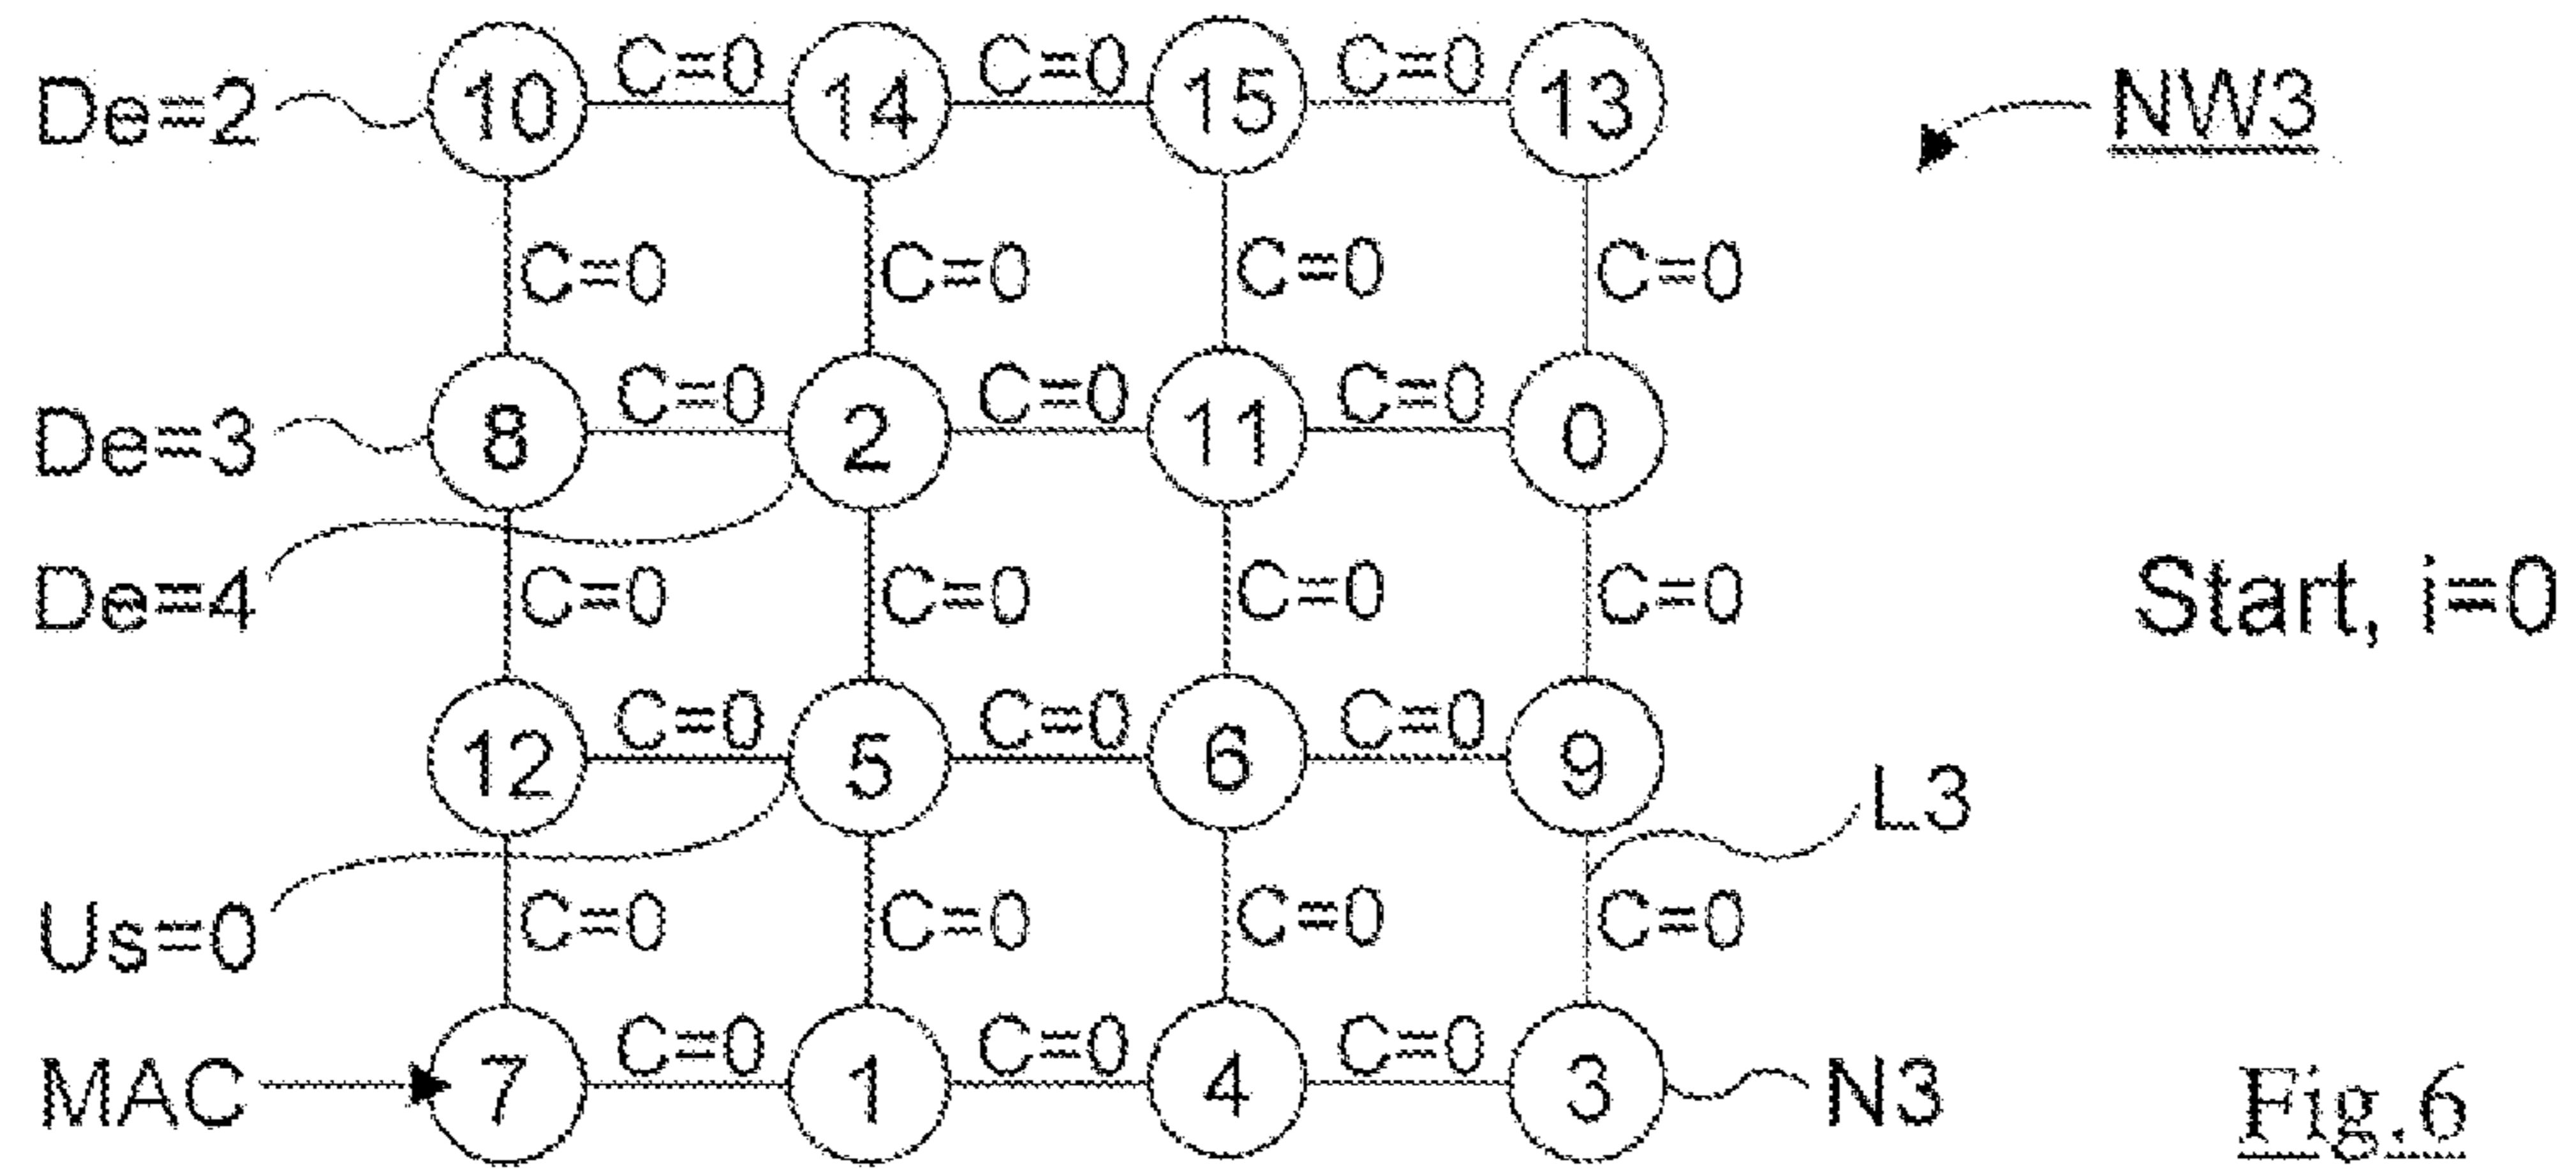 De=2 10 C=0 14 C=0 15 C=0 13 NW3
C=0 C=0 C=0 C=0
De=3 8 C=0 2 C=0 11 C=0 0
De=4 C=0 C=0 C=0 C=0 Start, i=0
12 C=0 5 C=0 6 C=0 9 L3
Us=0 C=0 C=0 C=0 C=0
MAC 7 C=0 1 C=0 4 C=0 3 N3 Fig.6